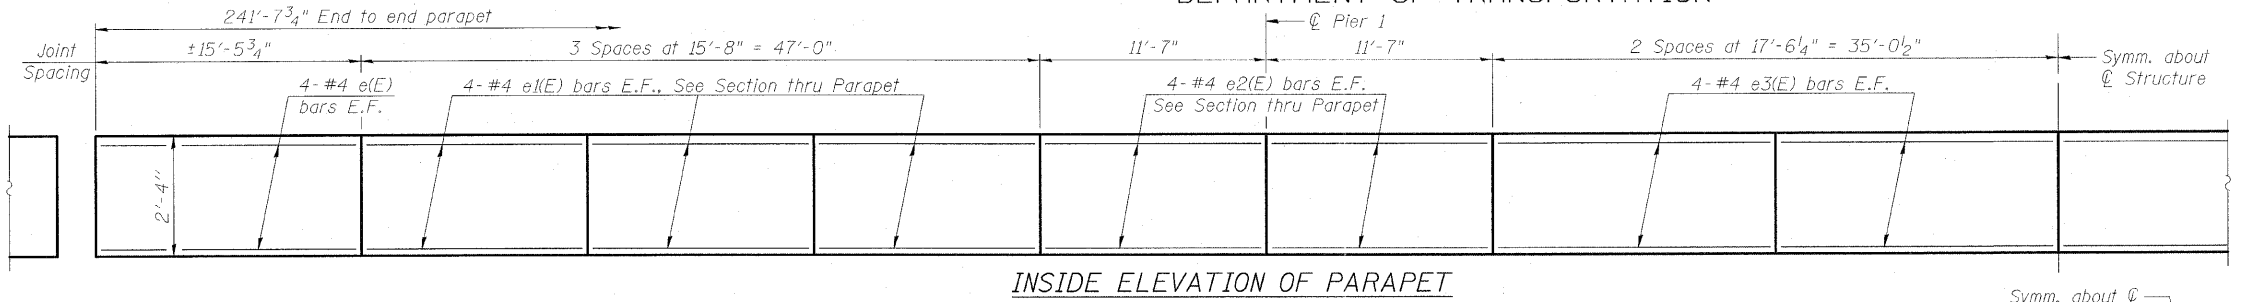 DEPARTMENT OF TRANSPORTATION
241'-7¾" End to end parapet
℄ Pier 1
Joint
Spacing
±15'-5¾"
3 Spaces at 15'-8" = 47'-0"
11'-7"
11'-7"
2 Spaces at 17'-6¼" = 35'-0½"
Symm. about
℄ Structure
4-#4 e(E)
bars E.F.
4-#4 e1(E) bars E.F., See Section thru Parapet
4-#4 e2(E) bars E.F.
See Section thru Parapet
4-#4 e3(E) bars E.F.
2'-4"
INSIDE ELEVATION OF PARAPET
Symm. about ℄